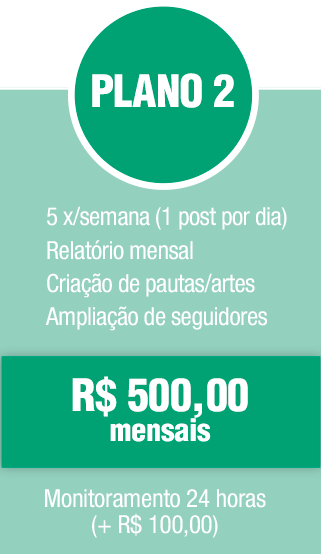 PLANO 2
5 x/semana (1 post por dia)
Relatório mensal
Criação de pautas/artes
Ampliação de seguidores
R$ 500,00
mensais
Monitoramento 24 horas
(+ R$ 100,00)